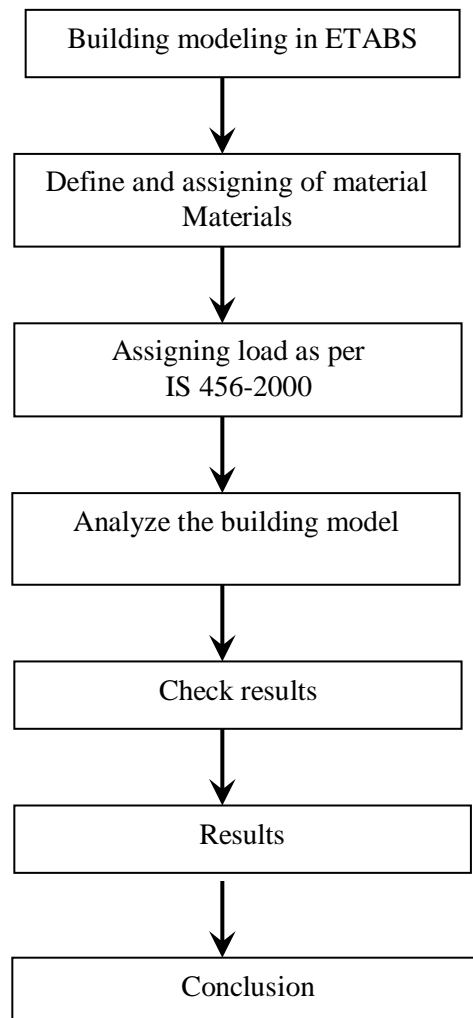 Building modeling in ETABS
Define and assigning of material
Materials
Assigning load as per
IS 456-2000
Analyze the building model
Check results
Results
Conclusion